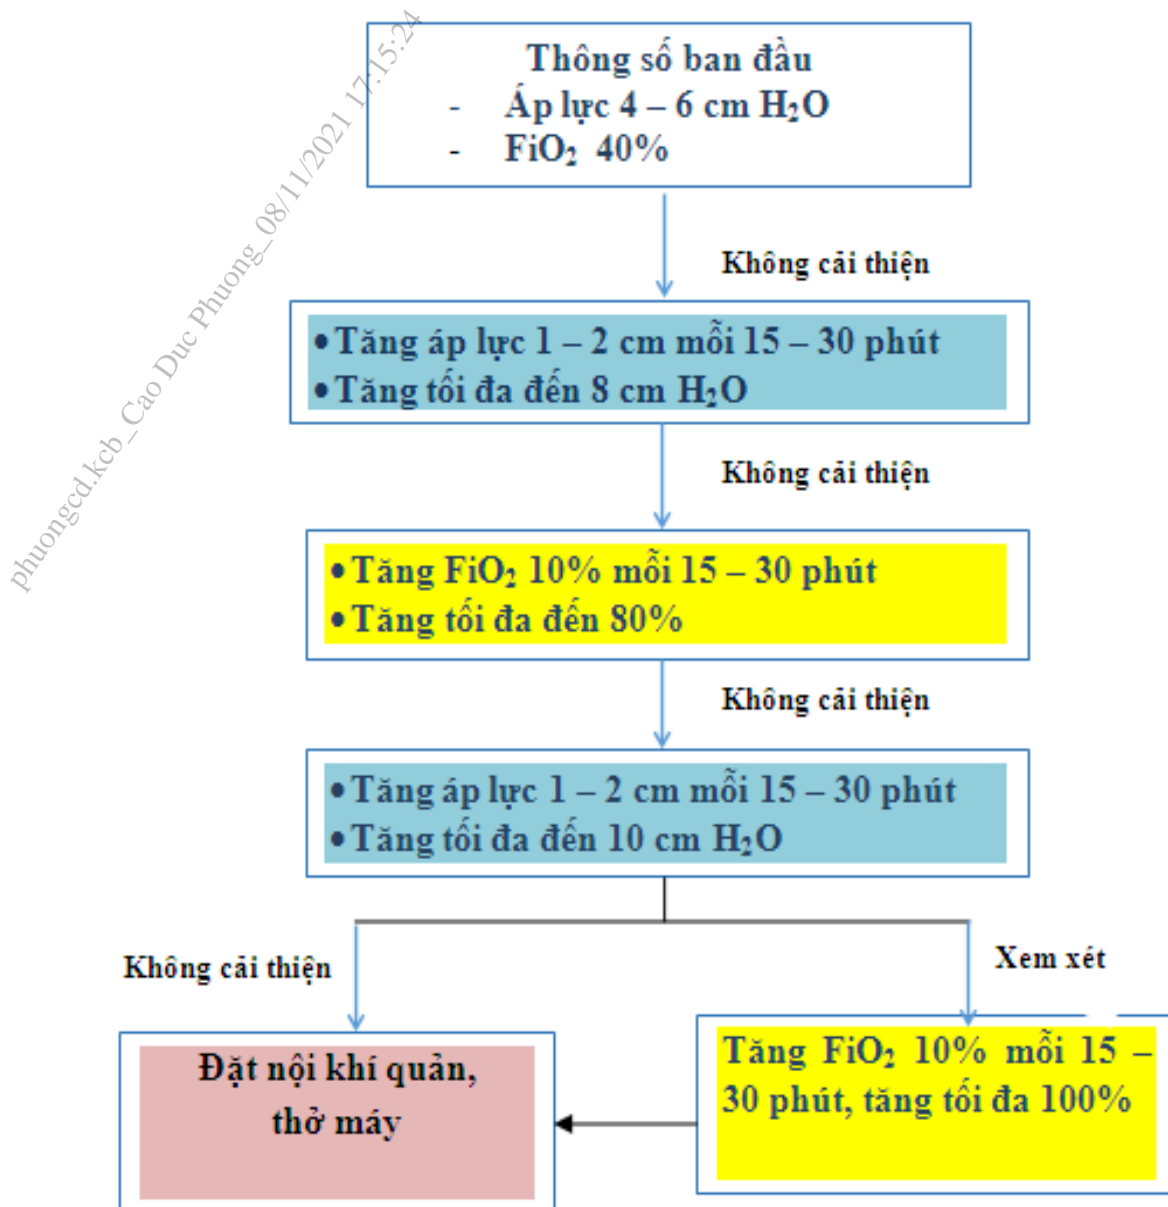 Thông số ban đầu
- Áp lực 4 – 6 cm H₂O
- FiO₂ 40%
Không cải thiện
• Tăng áp lực 1 – 2 cm mỗi 15 – 30 phút
• Tăng tối đa đến 8 cm H₂O
Không cải thiện
• Tăng FiO₂ 10% mỗi 15 – 30 phút
• Tăng tối đa đến 80%
Không cải thiện
• Tăng áp lực 1 – 2 cm mỗi 15 – 30 phút
• Tăng tối đa đến 10 cm H₂O
Không cải thiện
Xem xét
Đặt nội khí quản,
thở máy
Tăng FiO₂ 10% mỗi 15 –
30 phút, tăng tối đa 100%
phuongcd.kcb_Cao Duc Phuong_08/11/2021 17:15:24